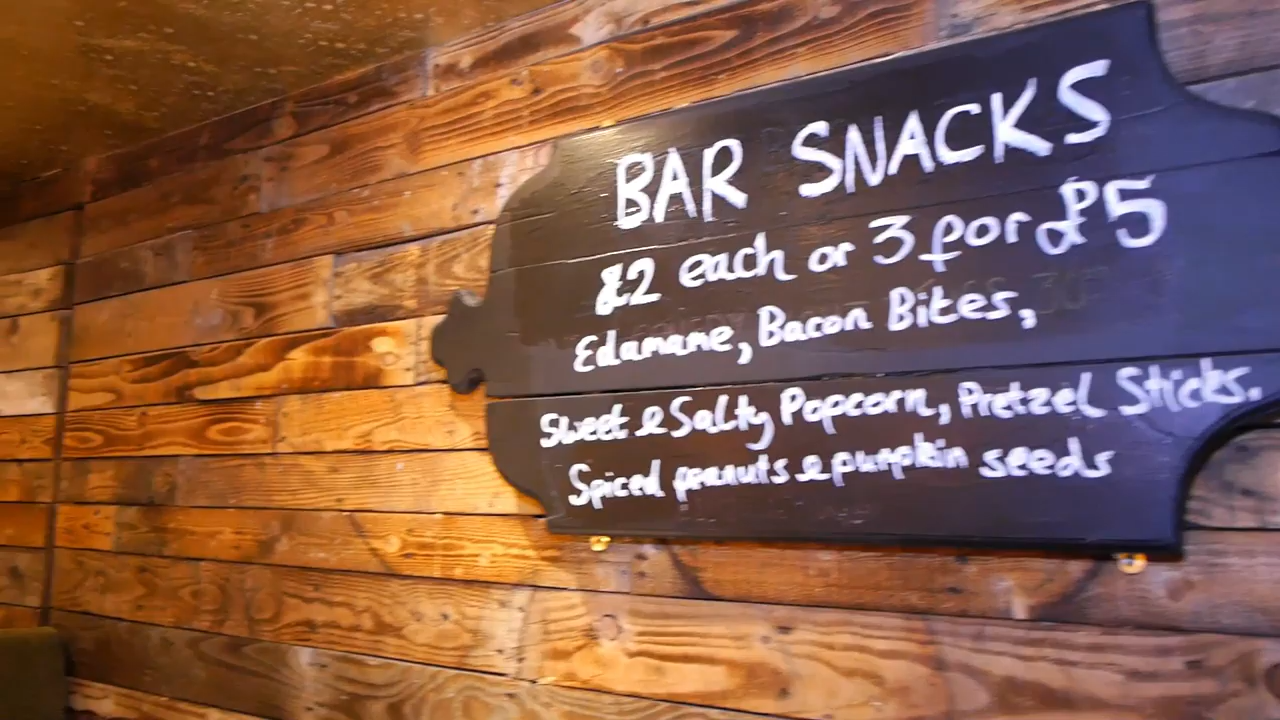 BAR SNACKS
£2 each or 3 for £5
Edamame, Bacon Bites,
Sweet & Salty Popcorn, Pretzel Sticks.
Spiced peanuts & pumpkin seeds